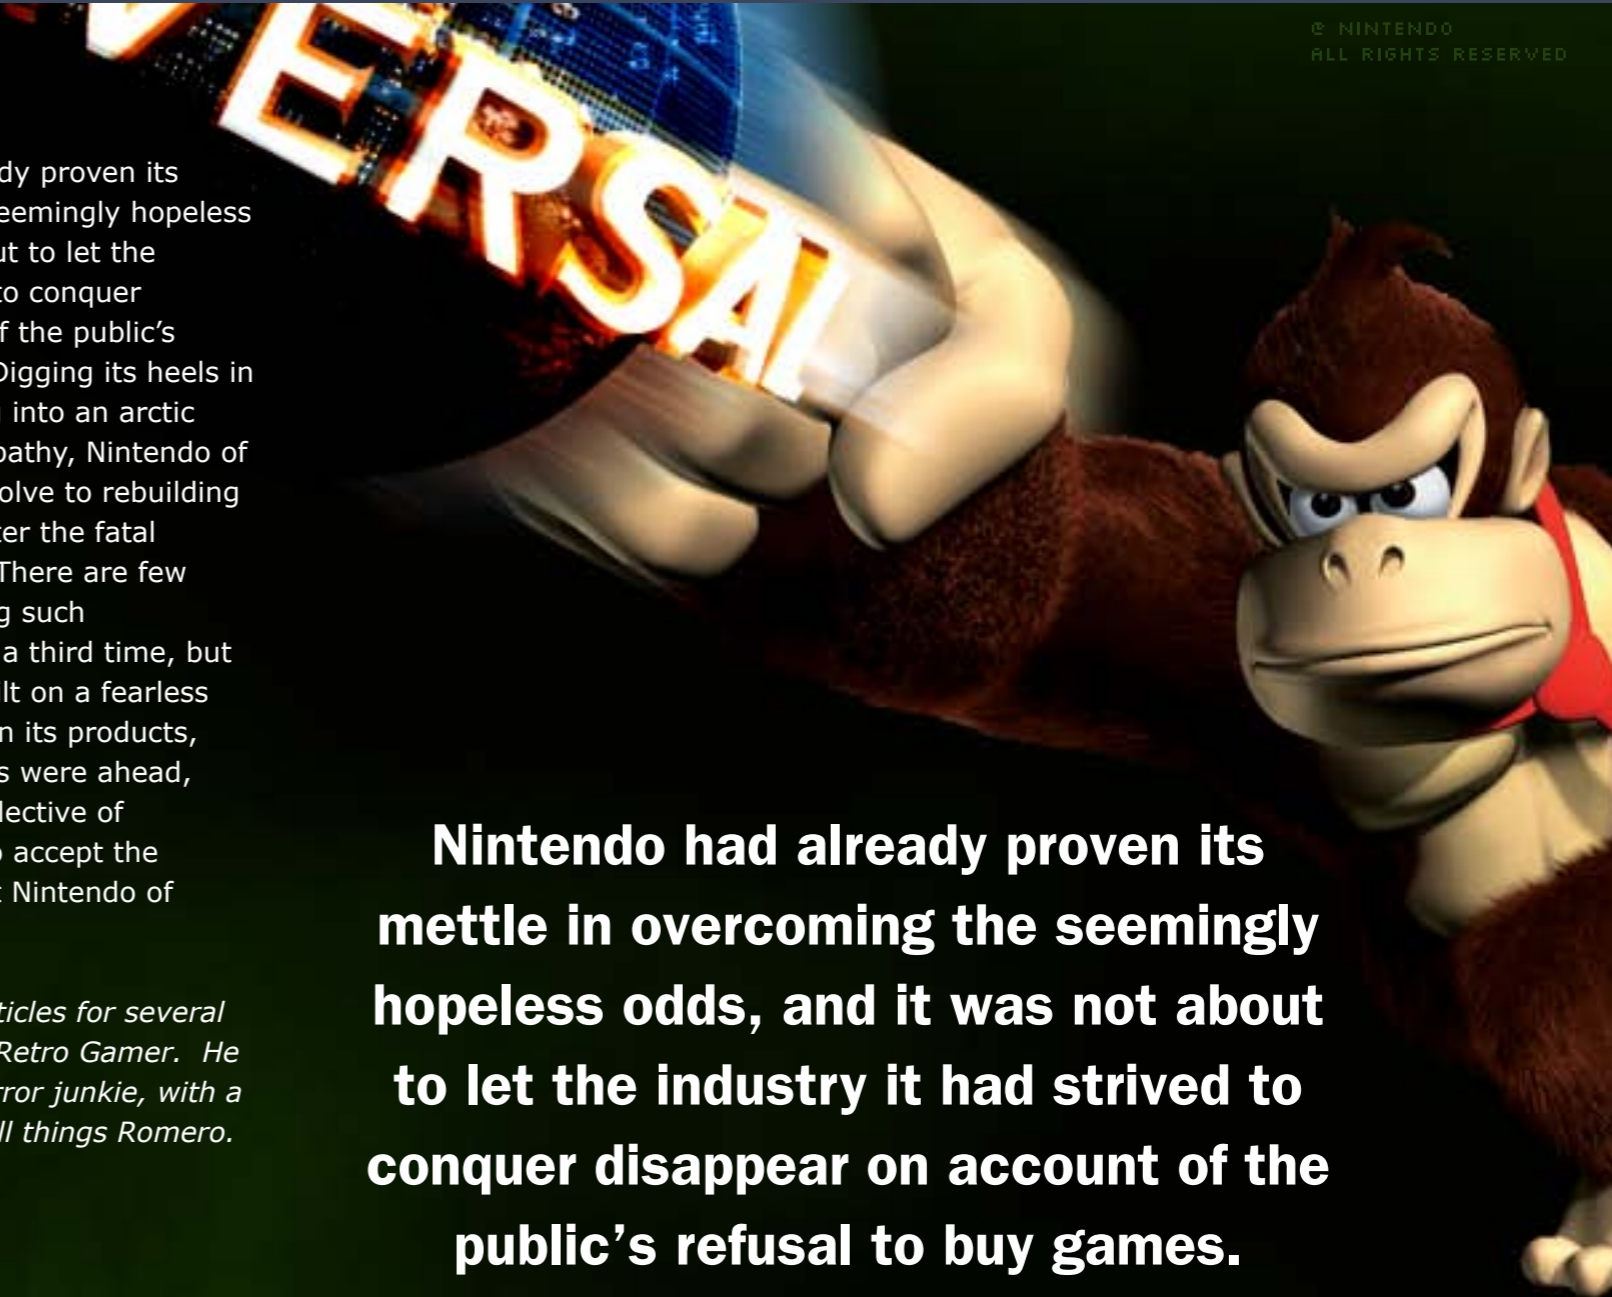 VERSAL
© NINTENDO
ALL RIGHTS RESERVED
dy proven its
eemingly hopeless
ut to let the
to conquer
f the public’s
Digging its heels in
into an arctic
pathy, Nintendo of
olve to rebuilding
ter the fatal
There are few
g such
a third time, but
ilt on a fearless
n its products,
s were ahead,
lective of
o accept the
t Nintendo of
ticles for several
Retro Gamer. He
rror junkie, with a
ll things Romero.
Nintendo had already proven its
mettle in overcoming the seemingly
hopeless odds, and it was not about
to let the industry it had strived to
conquer disappear on account of the
public’s refusal to buy games.